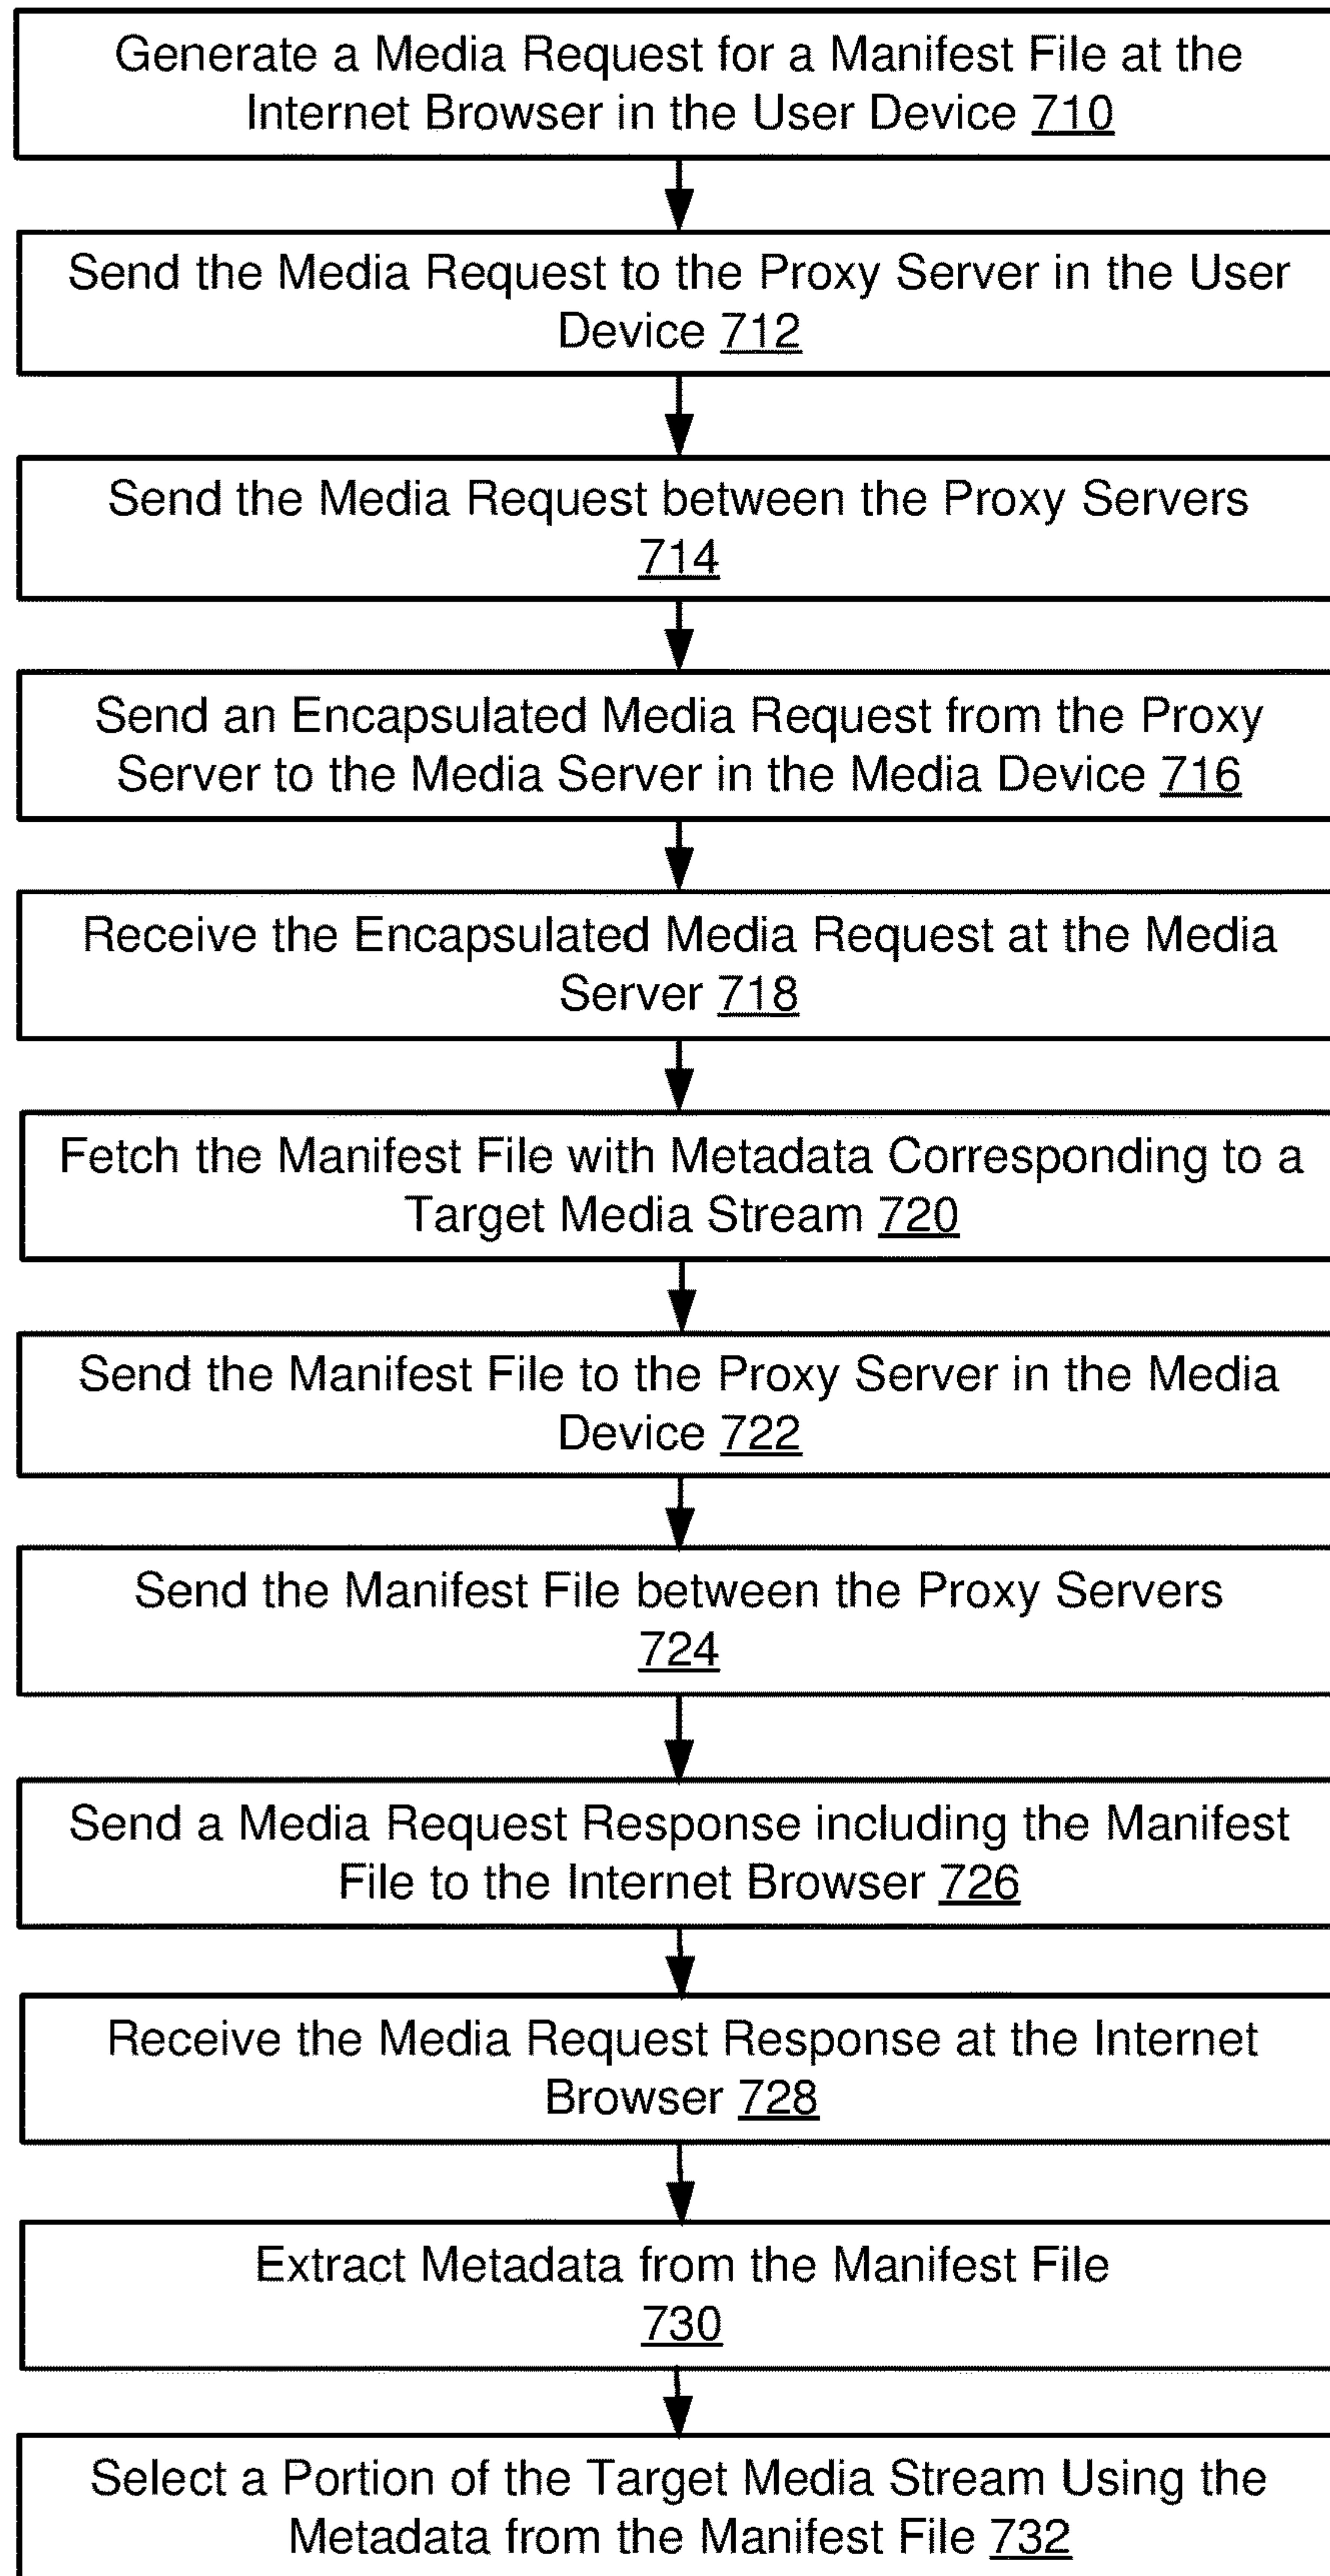 Generate a Media Request for a Manifest File at the
Internet Browser in the User Device 710
Send the Media Request to the Proxy Server in the User
Device 712
Send the Media Request between the Proxy Servers
714
Send an Encapsulated Media Request from the Proxy
Server to the Media Server in the Media Device 716
Receive the Encapsulated Media Request at the Media
Server 718
Fetch the Manifest File with Metadata Corresponding to a
Target Media Stream 720
Send the Manifest File to the Proxy Server in the Media
Device 722
Send the Manifest File between the Proxy Servers
724
Send a Media Request Response including the Manifest
File to the Internet Browser 726
Receive the Media Request Response at the Internet
Browser 728
Extract Metadata from the Manifest File
730
Select a Portion of the Target Media Stream Using the
Metadata from the Manifest File 732